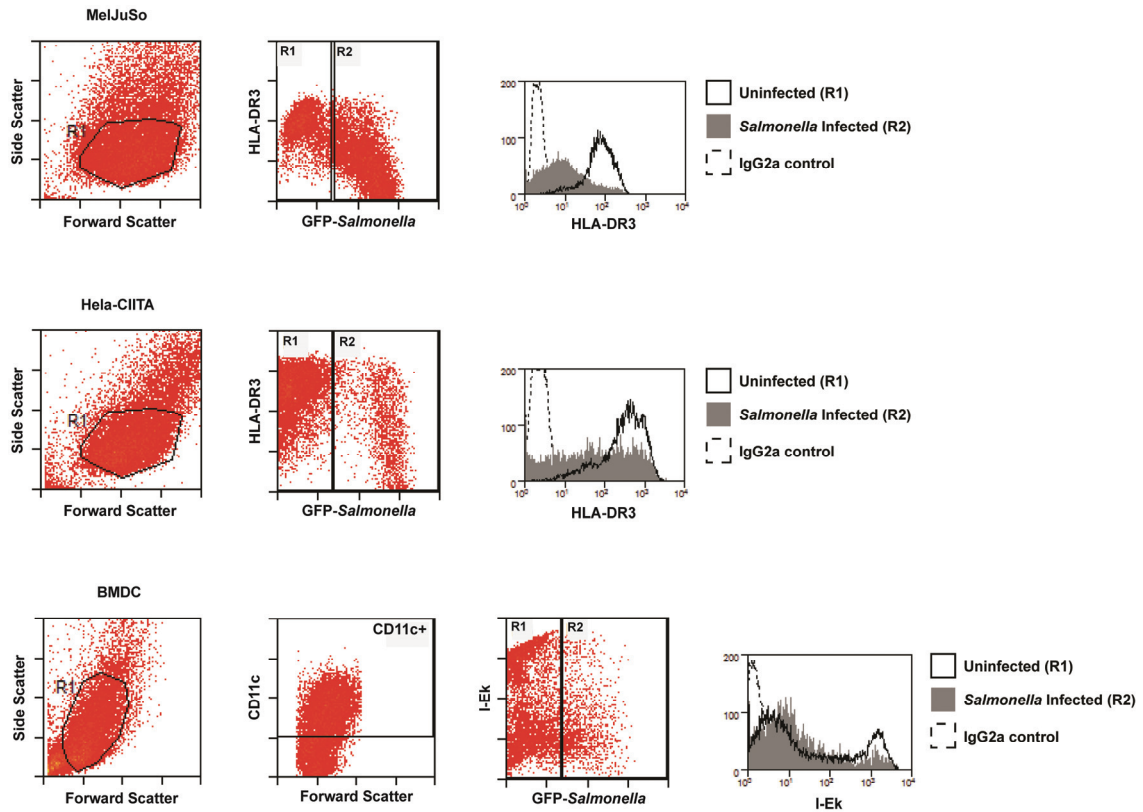 MelJuSo
Side Scatter
R1
Forward Scatter
HLA-DR3
R1
R2
GFP-Salmonella
200
100
0
10⁰
10¹
10²
10³
10⁴
HLA-DR3
Uninfected (R1)
Salmonella Infected (R2)
IgG2a control
Hela-CIITA
Side Scatter
R1
Forward Scatter
HLA-DR3
R1
R2
GFP-Salmonella
200
100
0
10⁰
10¹
10²
10³
10⁴
HLA-DR3
Uninfected (R1)
Salmonella Infected (R2)
IgG2a control
BMDC
Side Scatter
R1
Forward Scatter
CD11c
CD11c+
Forward Scatter
I-Ek
R1
R2
GFP-Salmonella
200
100
0
10⁰
10¹
10²
10³
10⁴
I-Ek
Uninfected (R1)
Salmonella Infected (R2)
IgG2a control